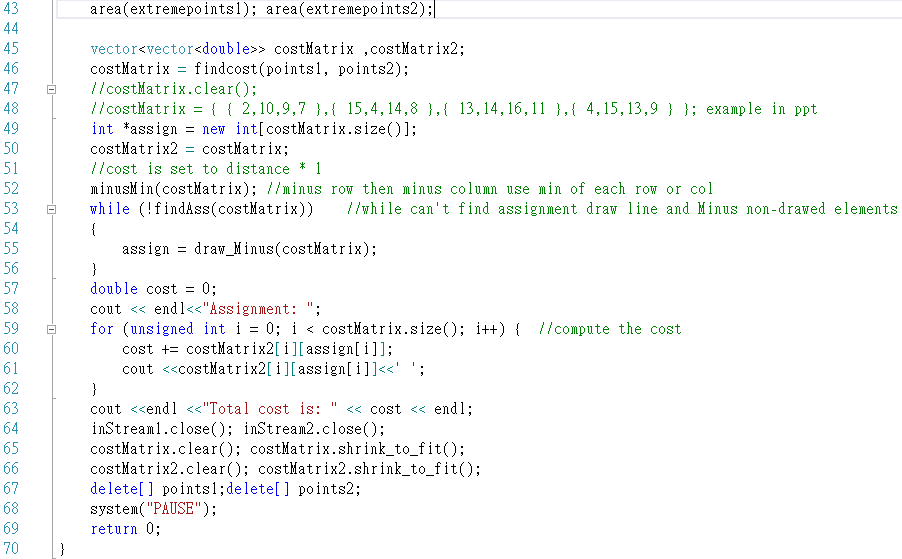 43 area(extremepoints1); area(extremepoints2);
44
45 vector<vector<double>> costMatrix ,costMatrix2;
46 costMatrix = findcost(points1, points2);
47 //costMatrix.clear();
48 //costMatrix = { { 2,10,9,7 },{ 15,4,14,8 },{ 13,14,16,11 },{ 4,15,13,9 } }; example in ppt
49 int *assign = new int[costMatrix.size()];
50 costMatrix2 = costMatrix;
51 //cost is set to distance * 1
52 minusMin(costMatrix); //minus row then minus column use min of each row or col
53 while (!findAss(costMatrix)) //while can't find assignment draw line and Minus non-drawed elements
54 {
55 assign = draw_Minus(costMatrix);
56 }
57 double cost = 0;
58 cout << endl<<"Assignment: ";
59 for (unsigned int i = 0; i < costMatrix.size(); i++) { //compute the cost
60 cost += costMatrix2[i][assign[i]];
61 cout <<costMatrix2[i][assign[i]]<<' ';
62 }
63 cout <<endl <<"Total cost is: " << cost << endl;
64 inStream1.close(); inStream2.close();
65 costMatrix.clear(); costMatrix.shrink_to_fit();
66 costMatrix2.clear(); costMatrix2.shrink_to_fit();
67 delete[] points1;delete[] points2;
68 system("PAUSE");
69 return 0;
70 }